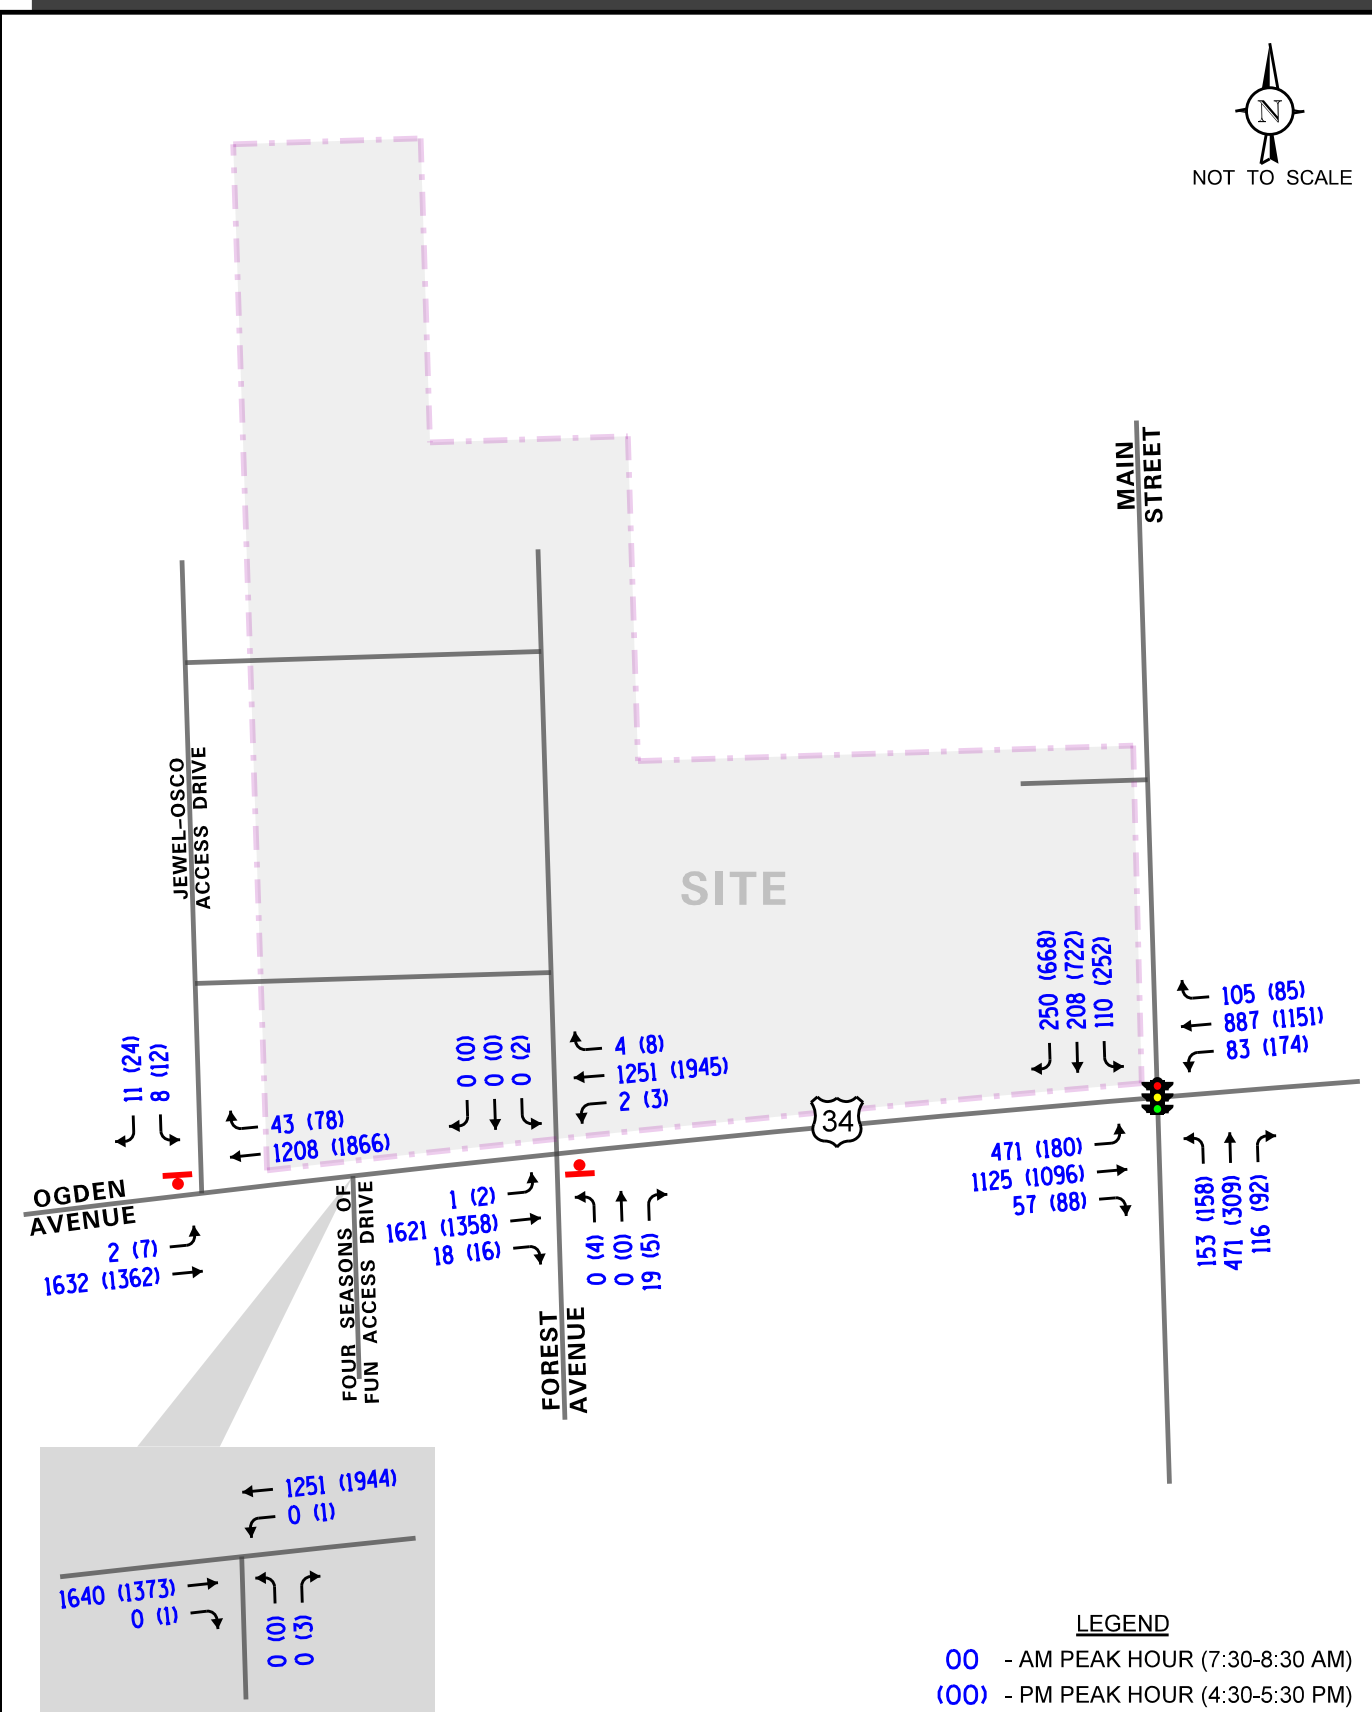 N
NOT TO SCALE
MAIN
STREET
JEWEL-OSCO
ACCESS DRIVE
SITE
250 (668)
208 (722)
110 (252)
105 (85)
887 (1151)
83 (174)
11 (24)
8 (12)
0 (0)
0 (0)
0 (2)
4 (8)
1251 (1945)
2 (3)
43 (78)
1208 (1866)
34
OGDEN
AVENUE
2 (7)
1632 (1362)
FOUR SEASONS OF
FUN ACCESS DRIVE
1 (2)
1621 (1358)
18 (16)
0 (4)
0 (0)
19 (5)
FOREST
AVENUE
471 (180)
1125 (1096)
57 (88)
153 (158)
471 (309)
116 (92)
1251 (1944)
0 (1)
1640 (1373)
0 (1)
0 (0)
0 (3)
LEGEND
00 - AM PEAK HOUR (7:30-8:30 AM)
(00) - PM PEAK HOUR (4:30-5:30 PM)